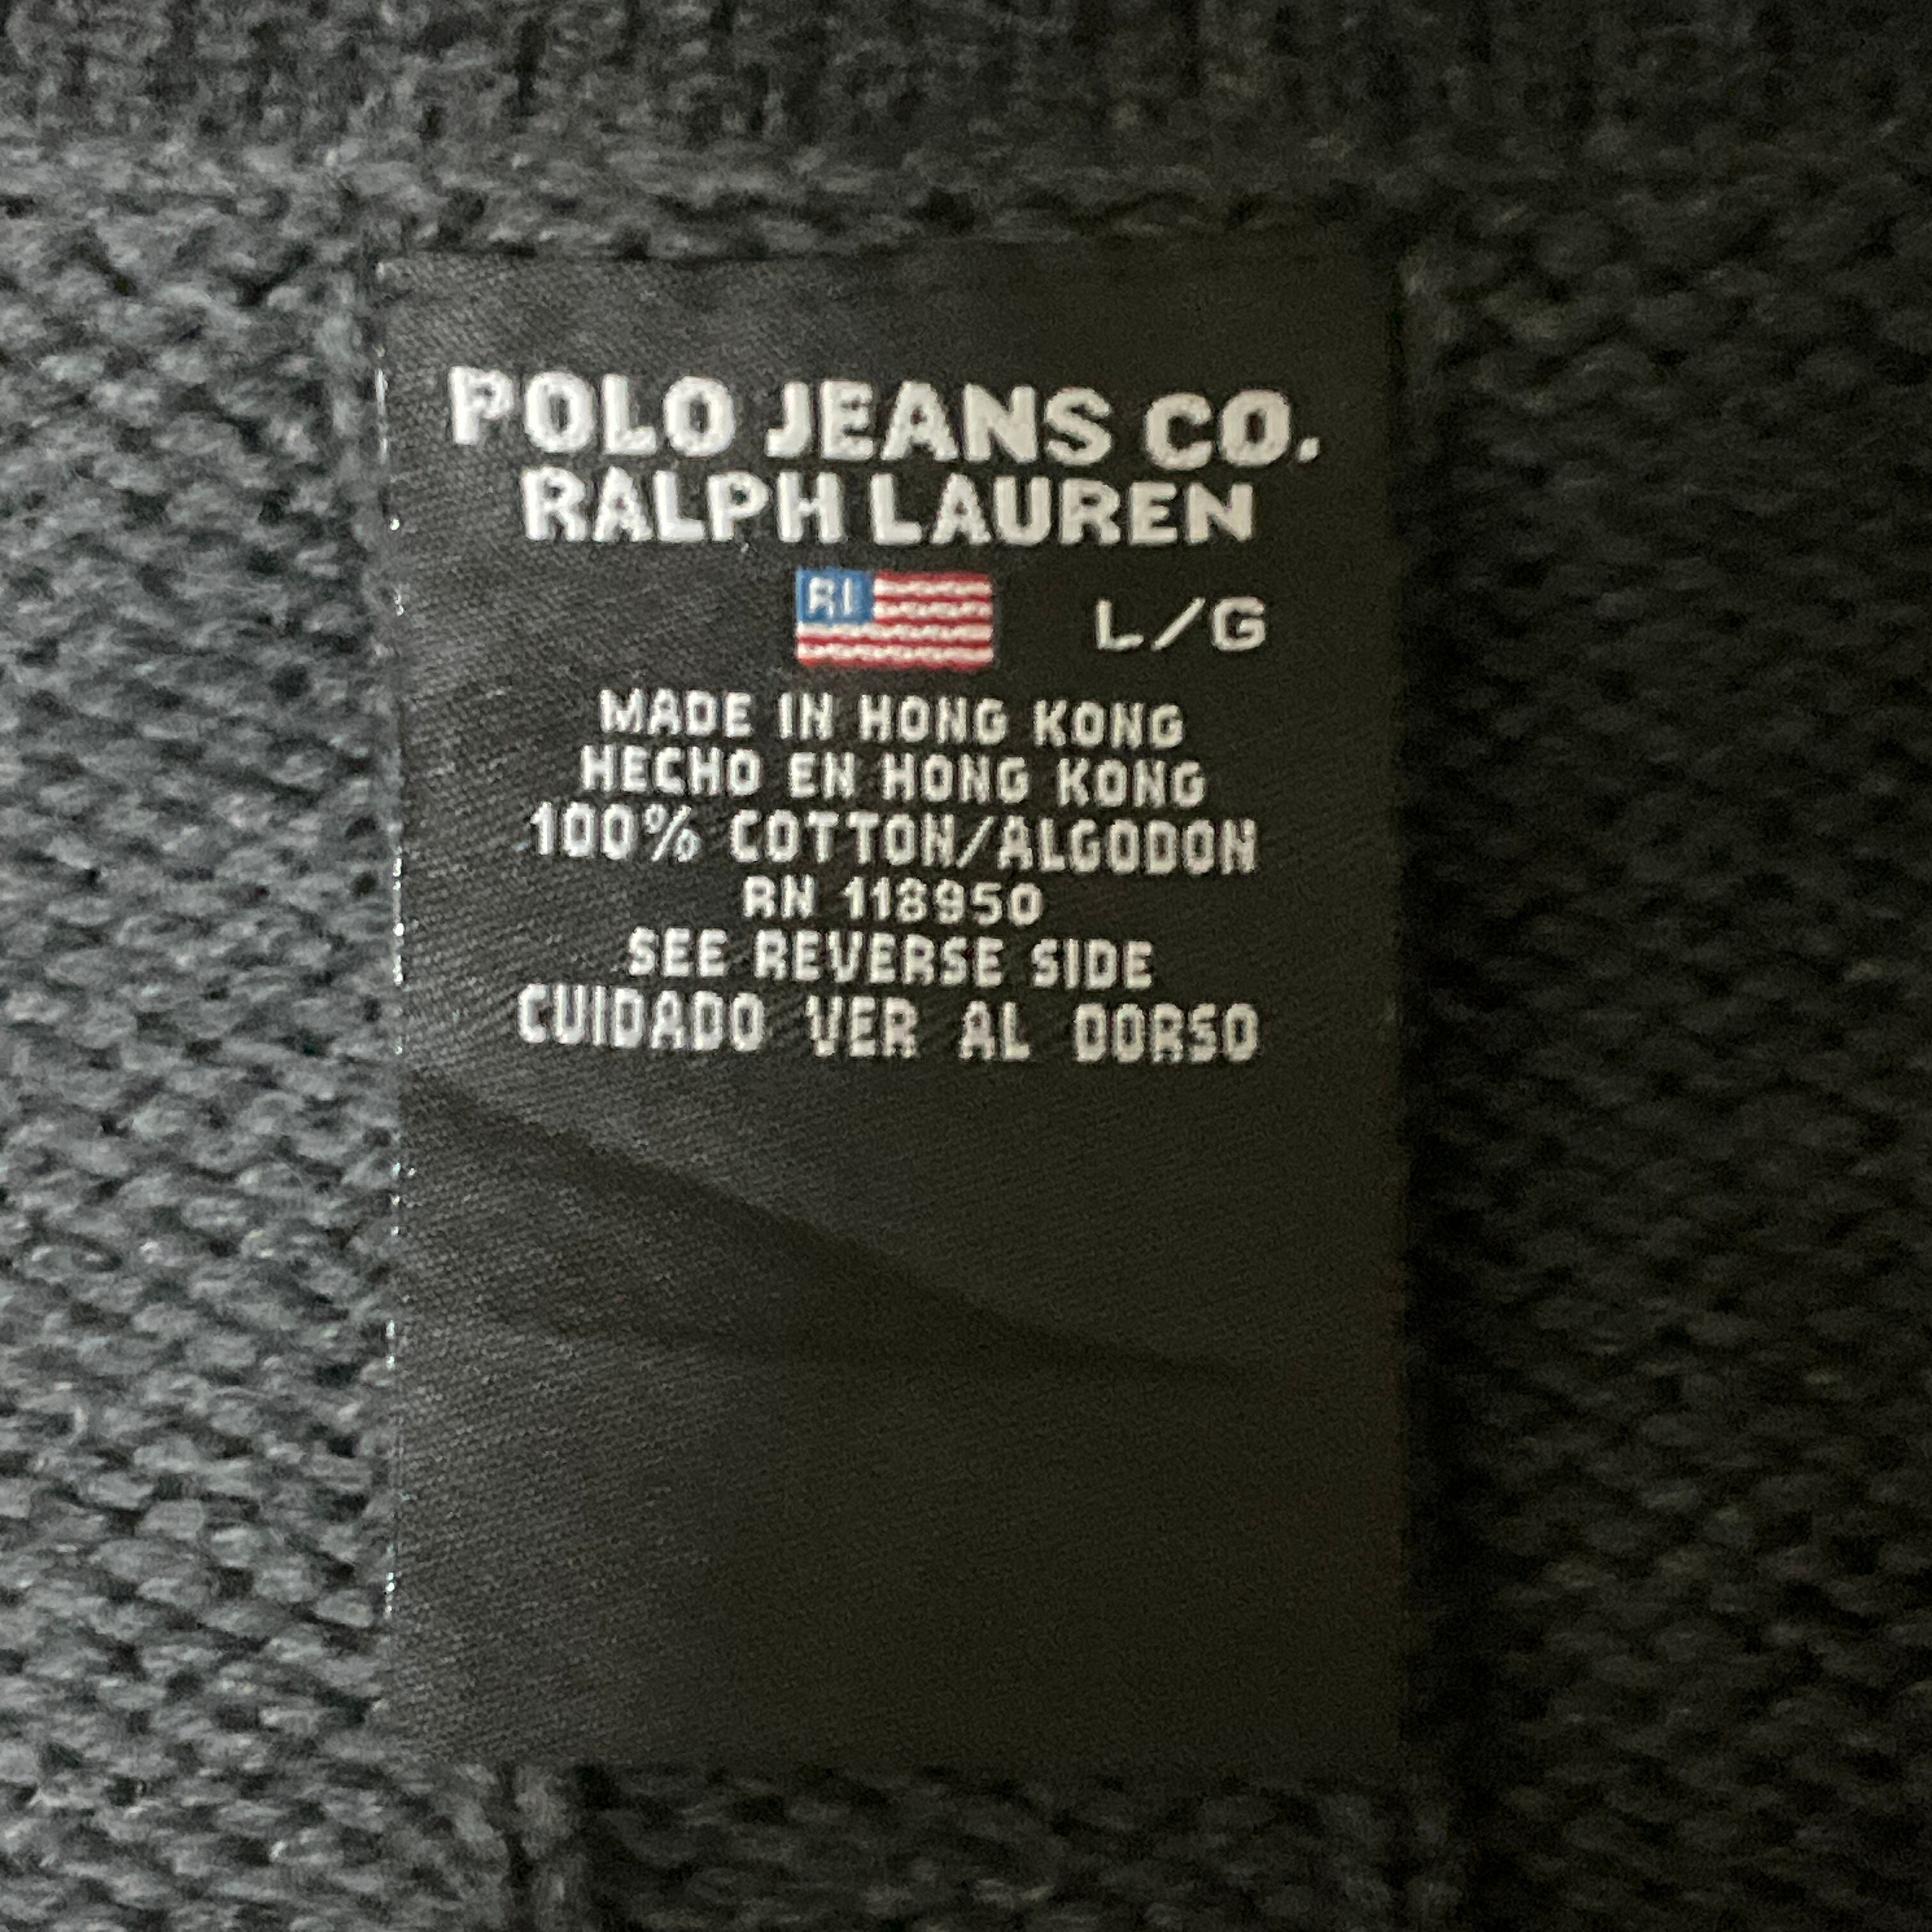 POLO JEANS CO.
RALPH LAUREN
RL L/G
MADE IN HONG KONG
HECHO EN HONG KONG
100% COTTON/ALGODON
RN 118950
SEE REVERSE SIDE
CUIDADO VER AL DORSO